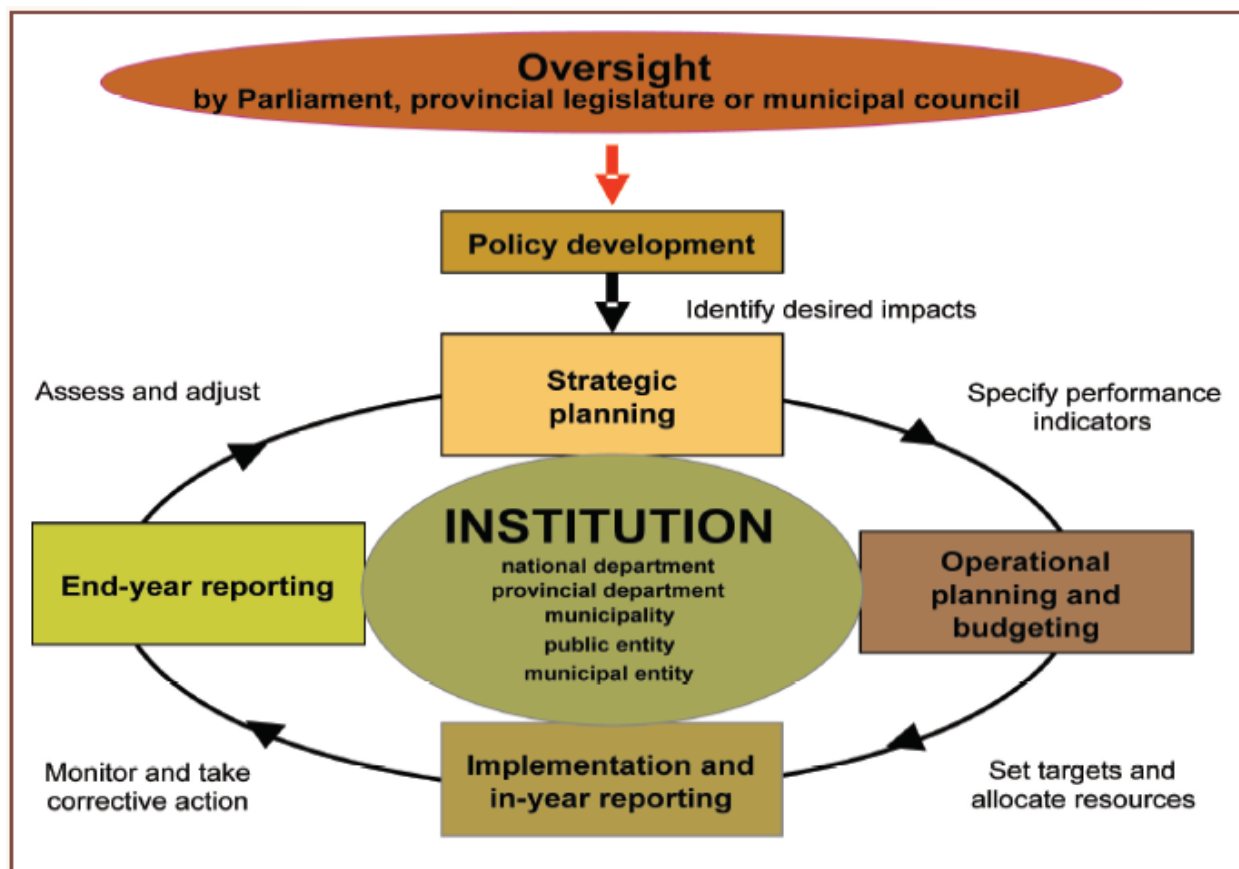 Oversight
by Parliament, provincial legislature or municipal council
Policy development
Identify desired impacts
Strategic
planning
Assess and adjust
Specify performance
indicators
INSTITUTION
national department
provincial department
municipality
public entity
municipal entity
End-year reporting
Operational
planning and
budgeting
Implementation and
in-year reporting
Monitor and take
corrective action
Set targets and
allocate resources